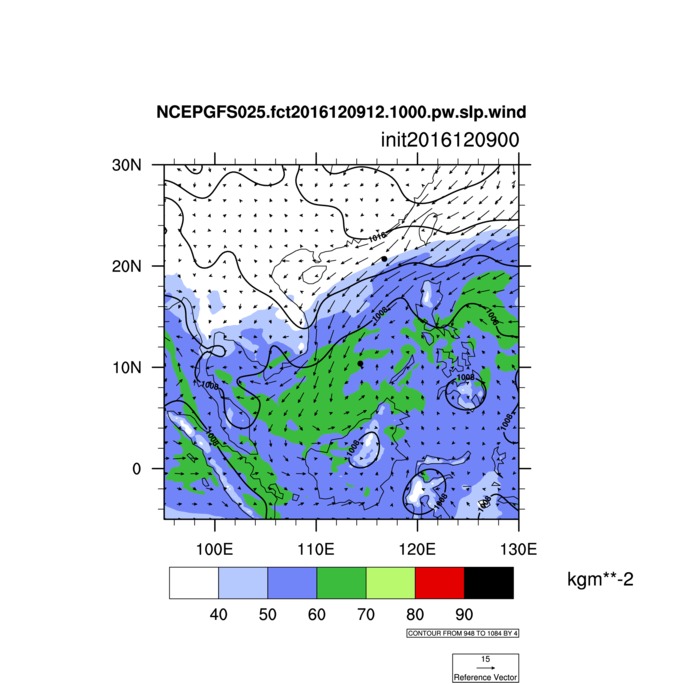 NCEPGFS025.fct2016120912.1000.pw.slp.wind
init2016120900
30N
20N
10N
0
1016
1008
1008
1008
1008
1008
1008
1008
1008
1008
100E 110E 120E 130E
kgm**-2
40 50 60 70 80 90
CONTOUR FROM 948 TO 1084 BY 4
15
Reference Vector